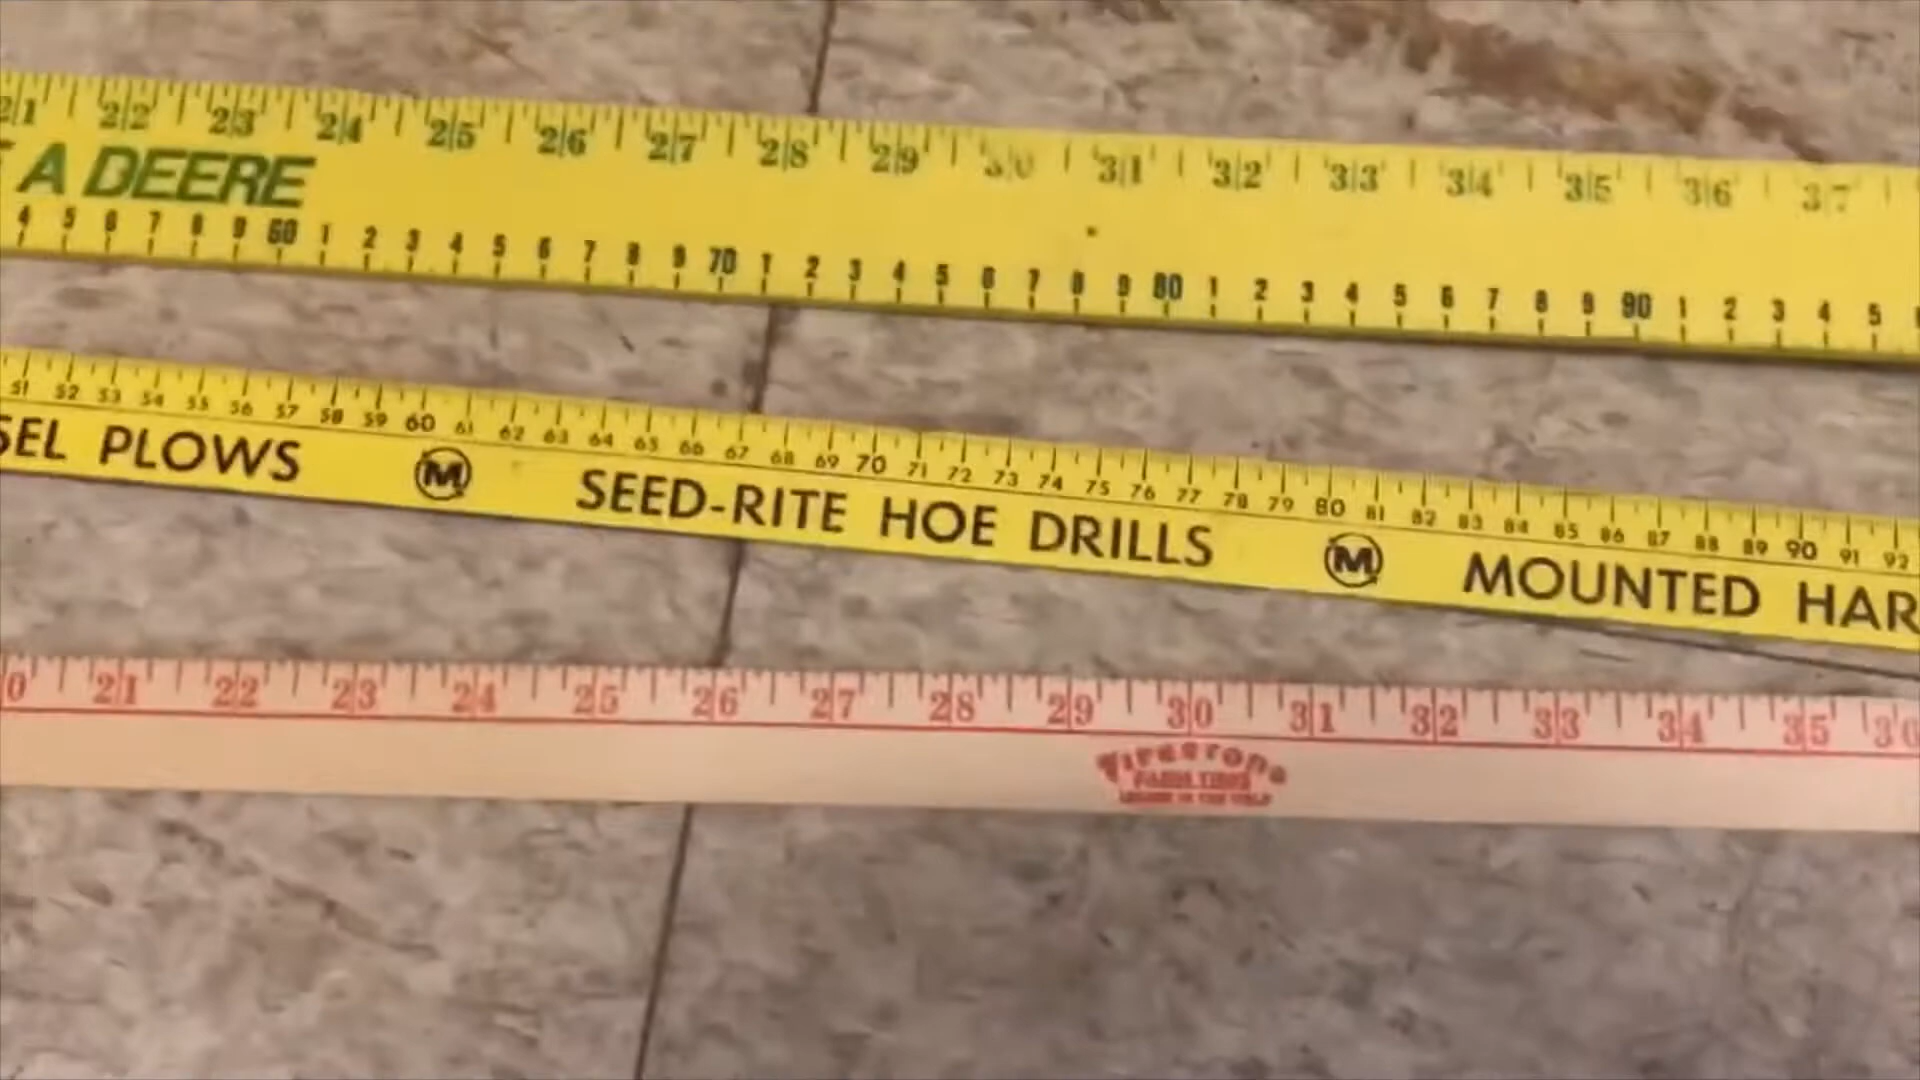 21 22 23 24 25 26 27 28 29 30 31 32 33 34 35 36 37
A DEERE
4 5 6 7 8 9 60 1 2 3 4 5 6 7 8 9 70 1 2 3 4 5 6 7 8 9 80 1 2 3 4 5 6 7 8 9 90 1 2 3 4 5
51 52 53 54 55 56 57 58 59 60 61 62 63 64 65 66 67 68 69 70 71 72 73 74 75 76 77 78 79 80 81 82 83 84 85 86 87 88 89 90 91 92
SEL PLOWS M SEED-RITE HOE DRILLS M MOUNTED HAR
0 21 22 23 24 25 26 27 28 29 30 31 32 33 34 35 36
Firestone